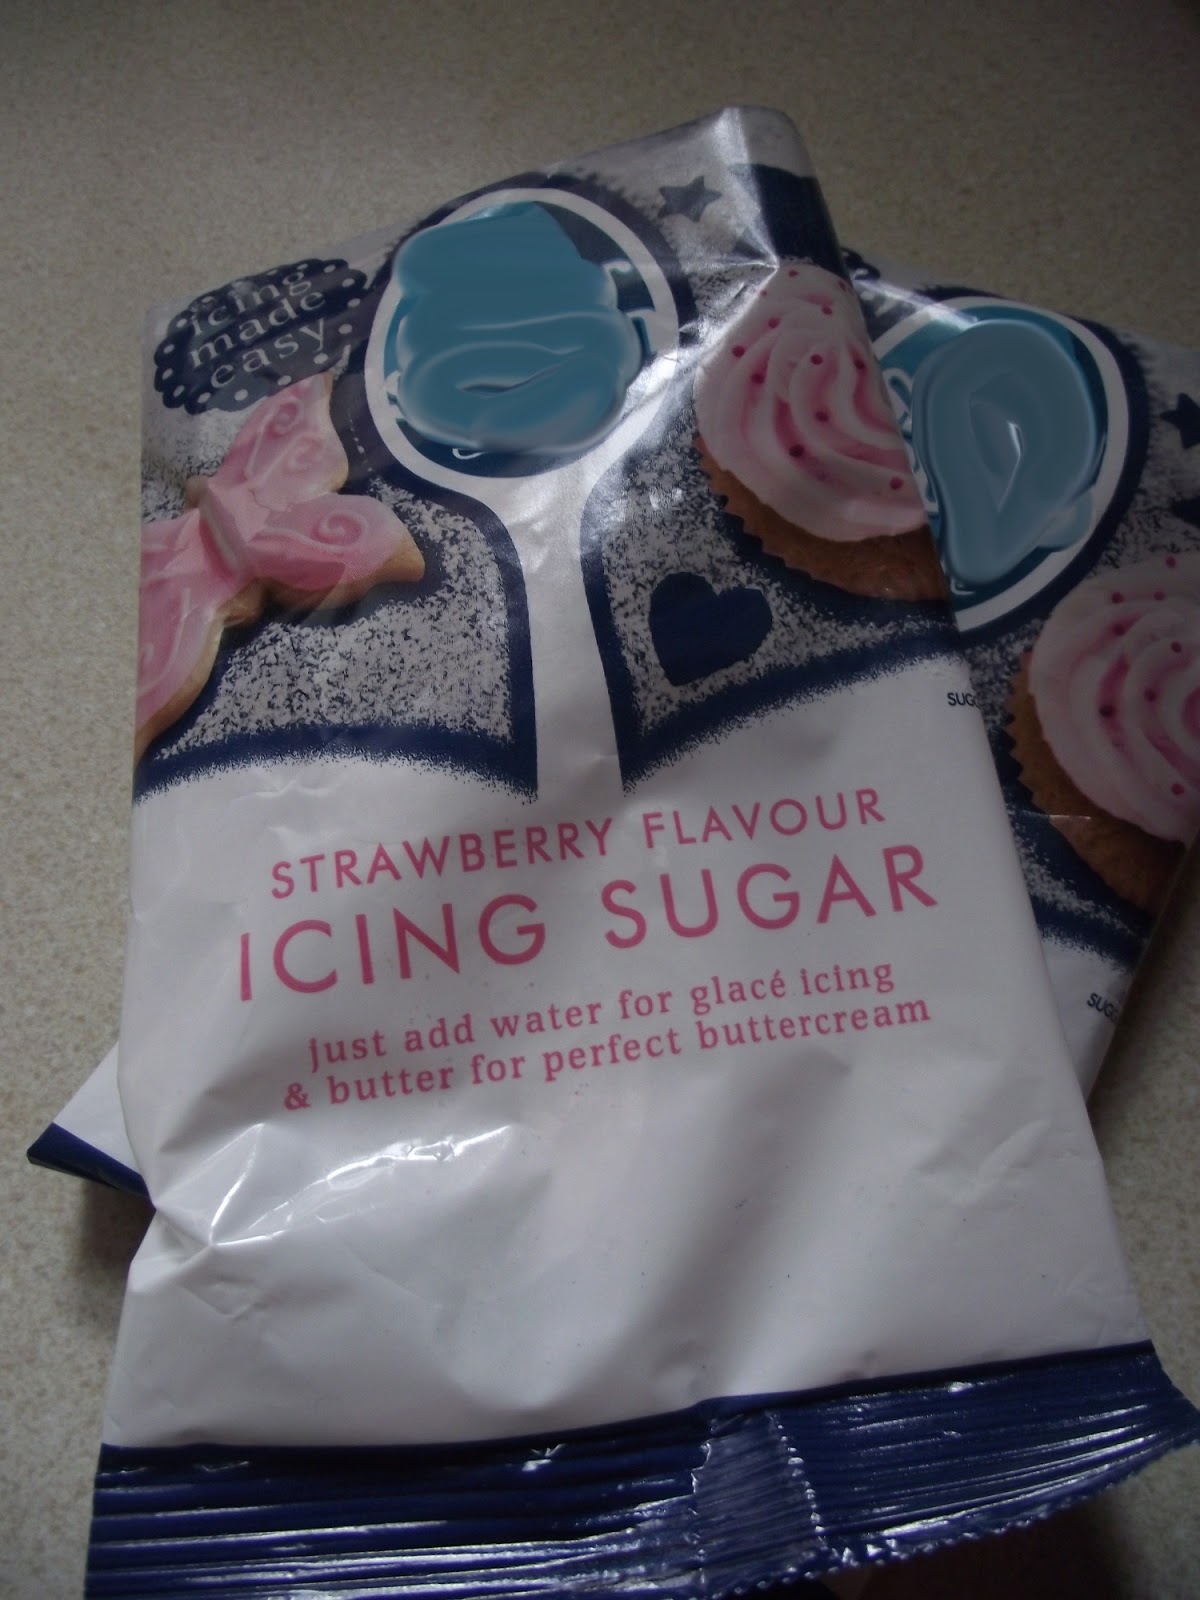 icing
made
easy
STRAWBERRY FLAVOUR
ICING SUGAR
just add water for glacé icing
& butter for perfect buttercream